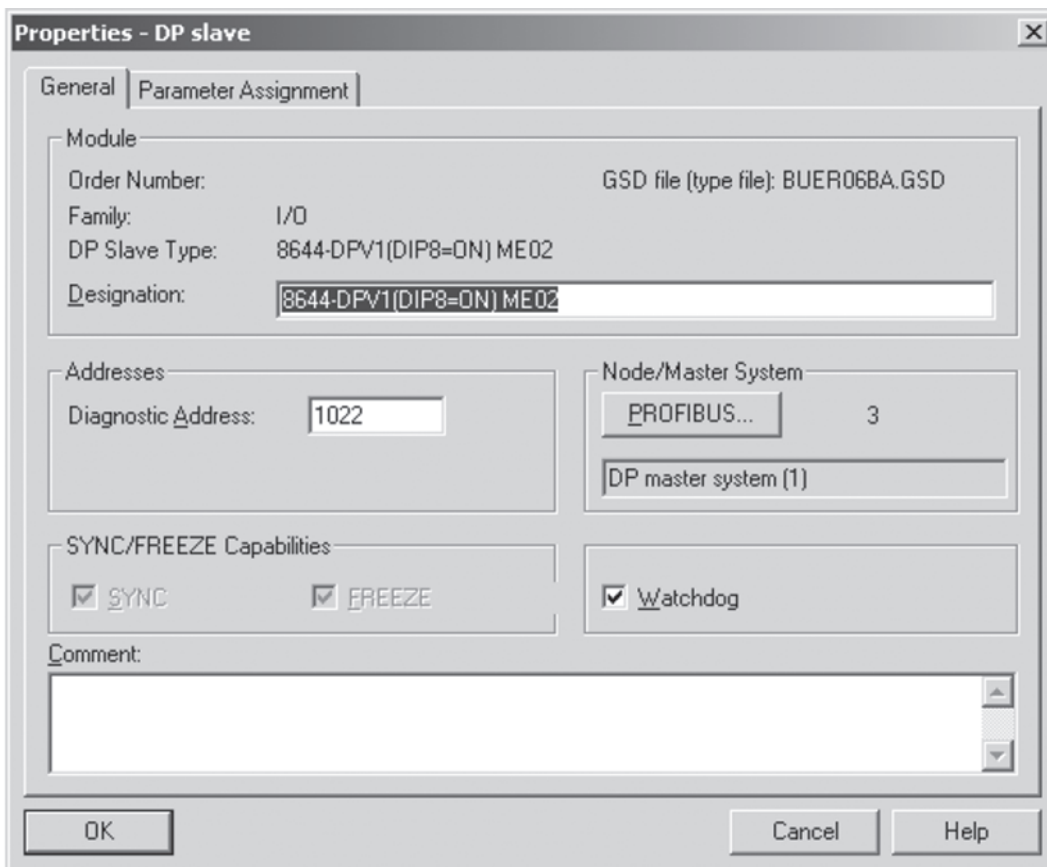 Properties - DP slave
General
Parameter Assignment
Module
Order Number:
GSD file (type file): BUER06BA.GSD
Family: I/O
DP Slave Type: 8644-DPV1(DIP8=ON) ME02
Designation: 8644-DPV1(DIP8=ON) ME02
Addresses
Diagnostic Address: 1022
Node/Master System
PROFIBUS... 3
DP master system (1)
SYNC/FREEZE Capabilities
SYNC
FREEZE
Watchdog
Comment:
OK
Cancel
Help